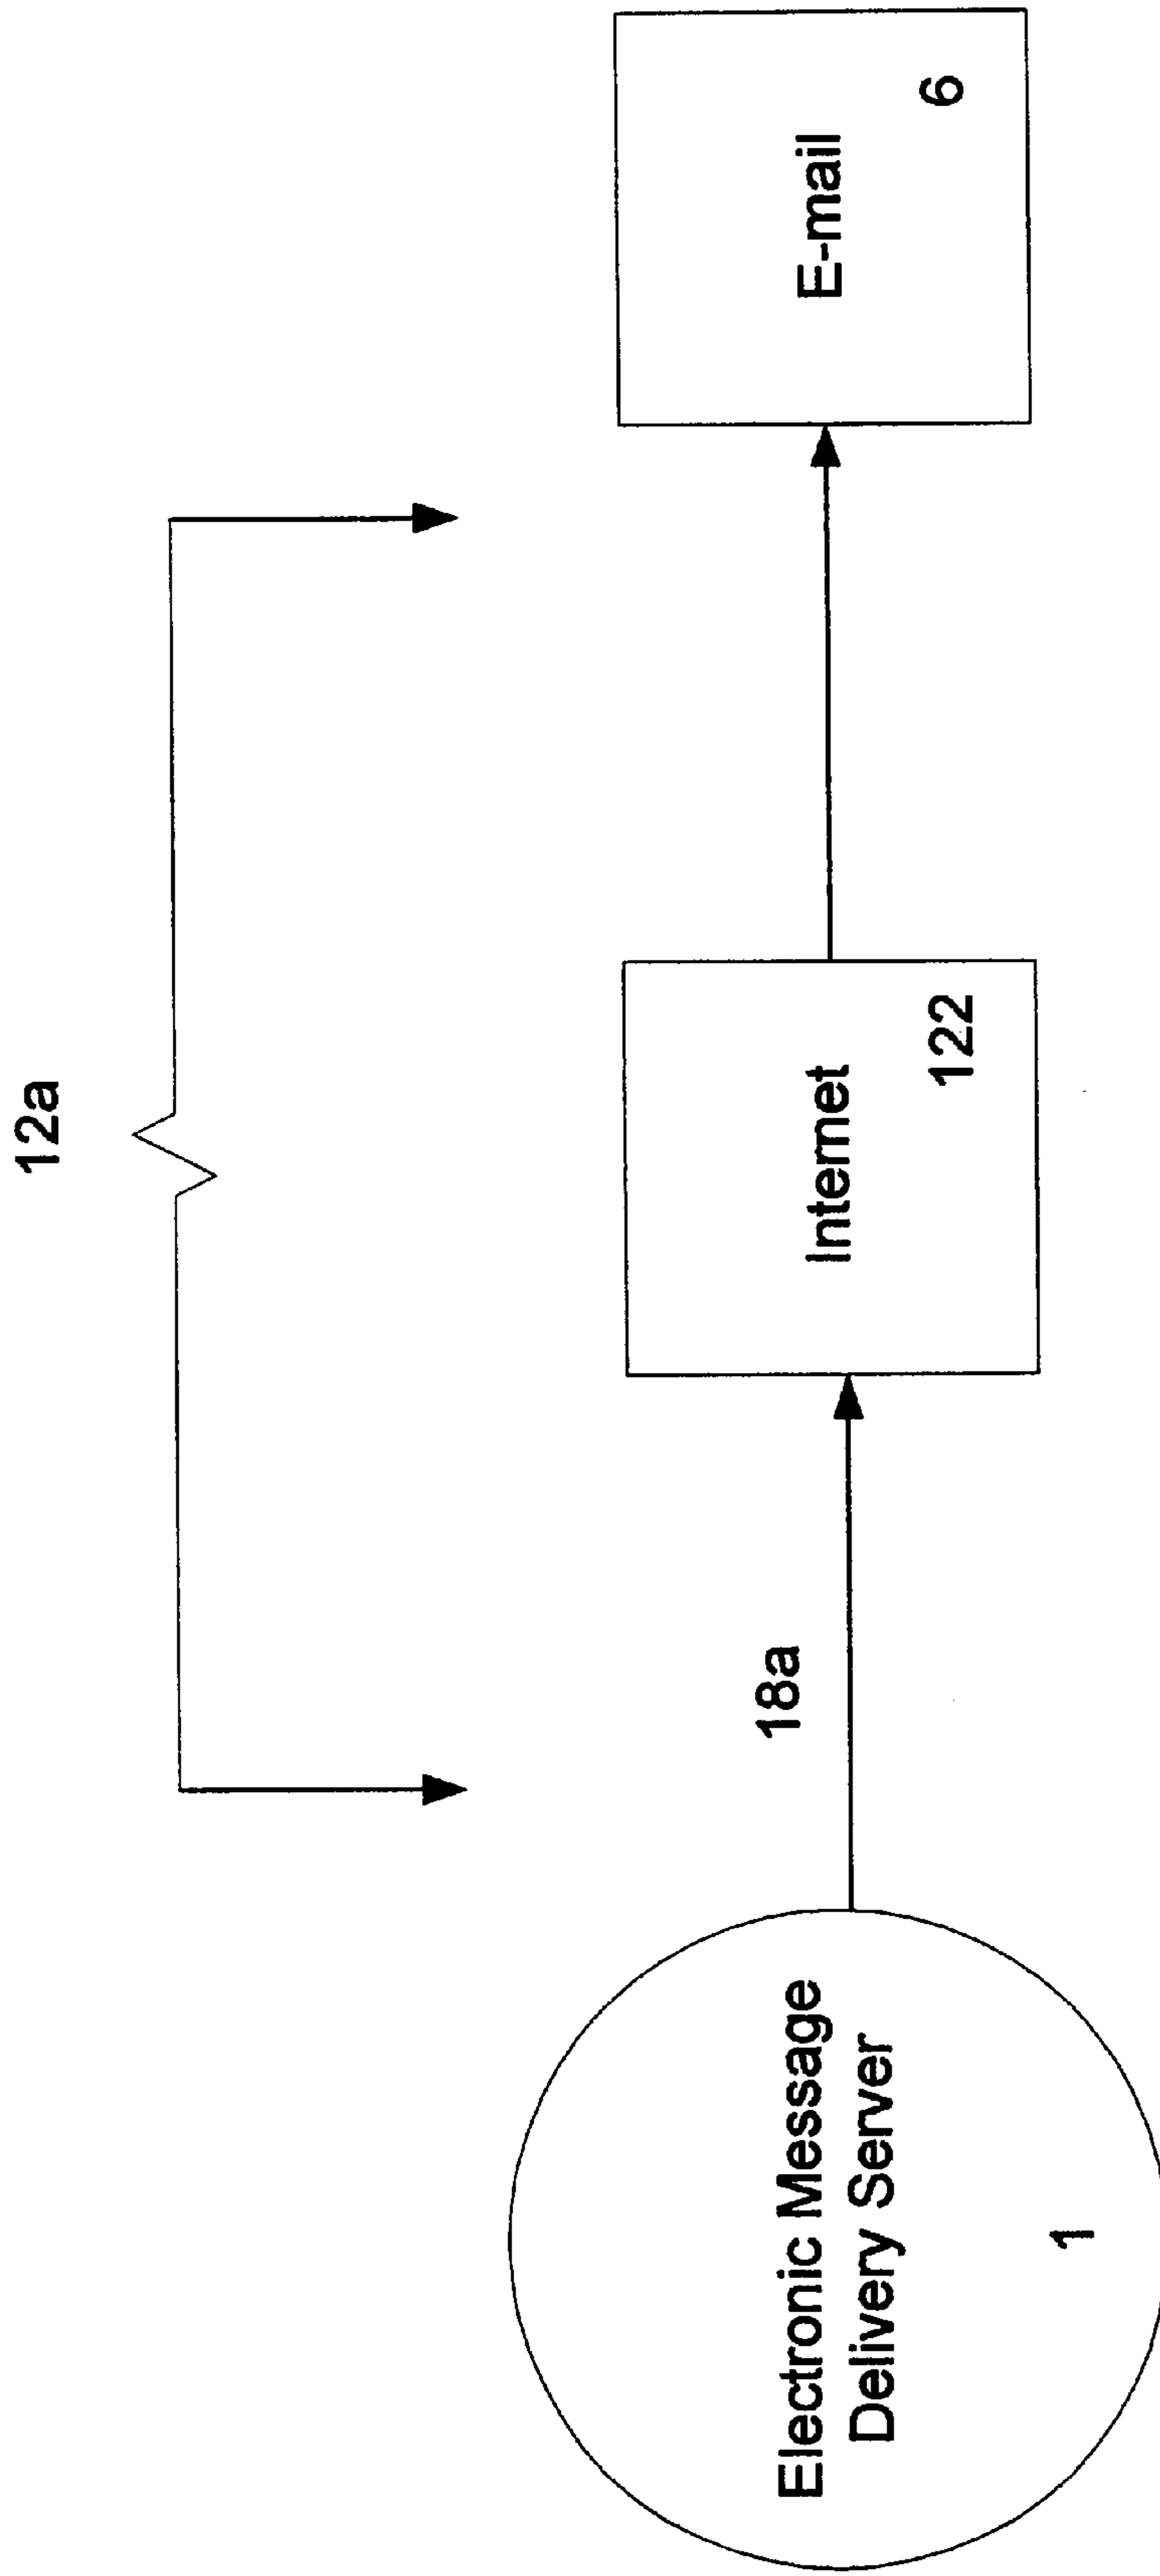 12a
Electronic Message
Delivery Server
1
18a
Internet
122
E-mail
6